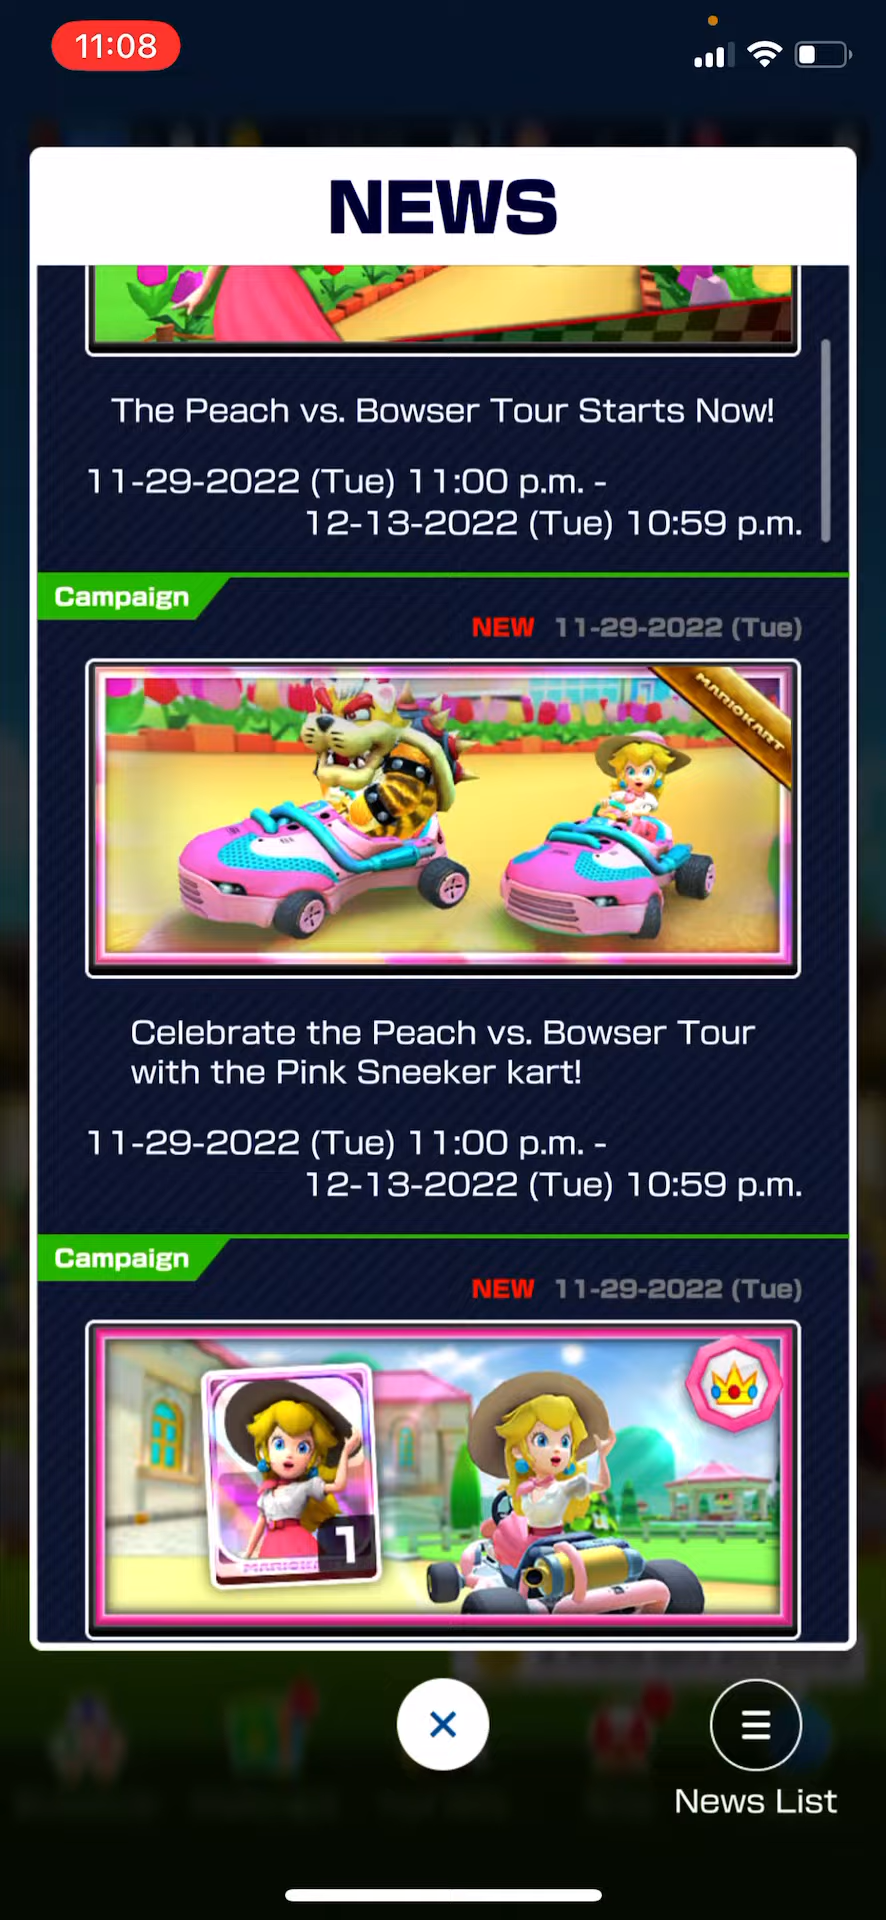 11:08
NEWS
The Peach vs. Bowser Tour Starts Now!
11-29-2022 (Tue) 11:00 p.m. -
12-13-2022 (Tue) 10:59 p.m.
Campaign
NEW 11-29-2022 (Tue)
MARIOKART
Celebrate the Peach vs. Bowser Tour
with the Pink Sneeker kart!
11-29-2022 (Tue) 11:00 p.m. -
12-13-2022 (Tue) 10:59 p.m.
Campaign
NEW 11-29-2022 (Tue)
1
News List